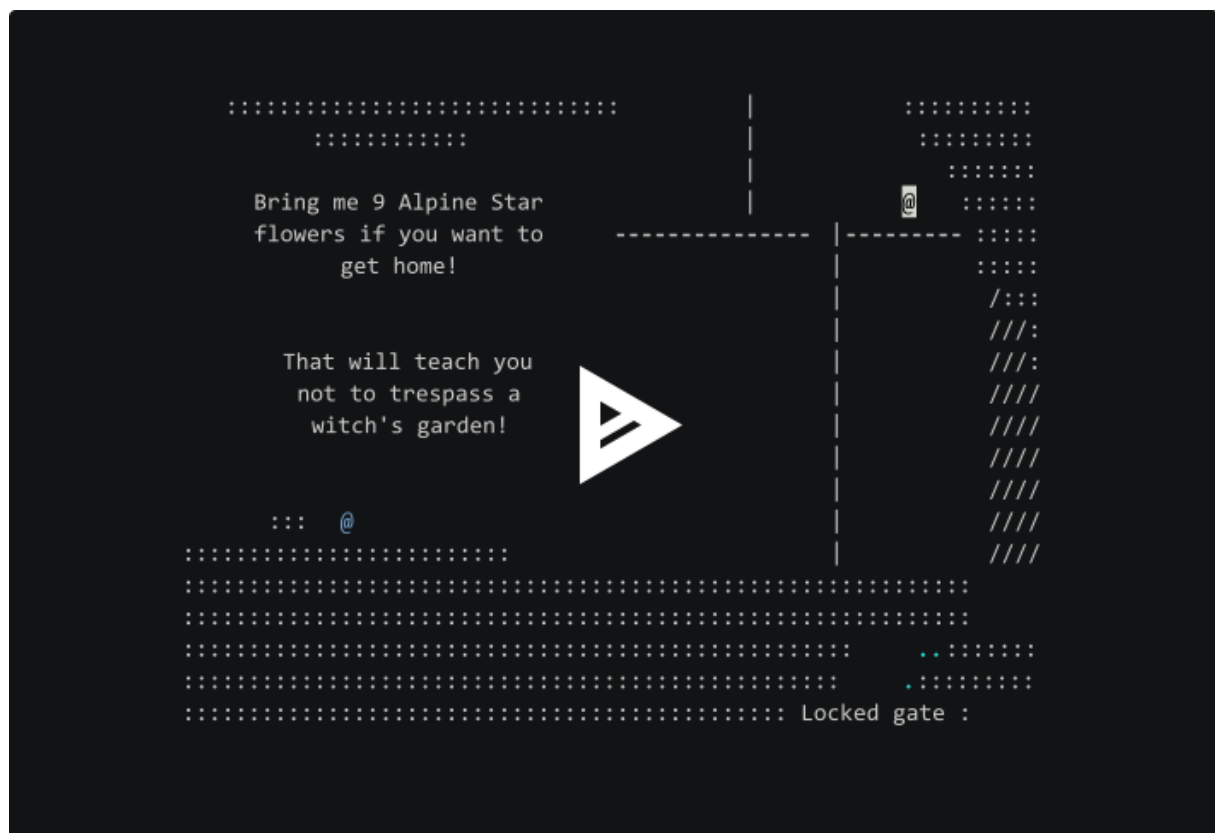 Bring me 9 Alpine Star
flowers if you want to
get home!
That will teach you
not to trespass a
witch's garden!
@
@
Locked gate